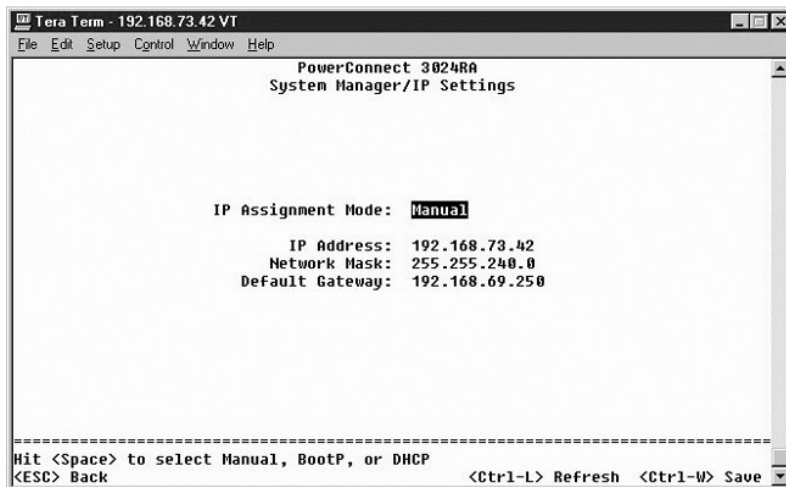 Tera Term - 192.168.73.42 VT
File Edit Setup Control Window Help
PowerConnect 3024RA
System Manager/IP Settings
IP Assignment Mode: Manual
IP Address: 192.168.73.42
Network Mask: 255.255.240.0
Default Gateway: 192.168.69.250
================================================================================
Hit <Space> to select Manual, BootP, or DHCP
<ESC> Back <Ctrl-L> Refresh <Ctrl-W> Save